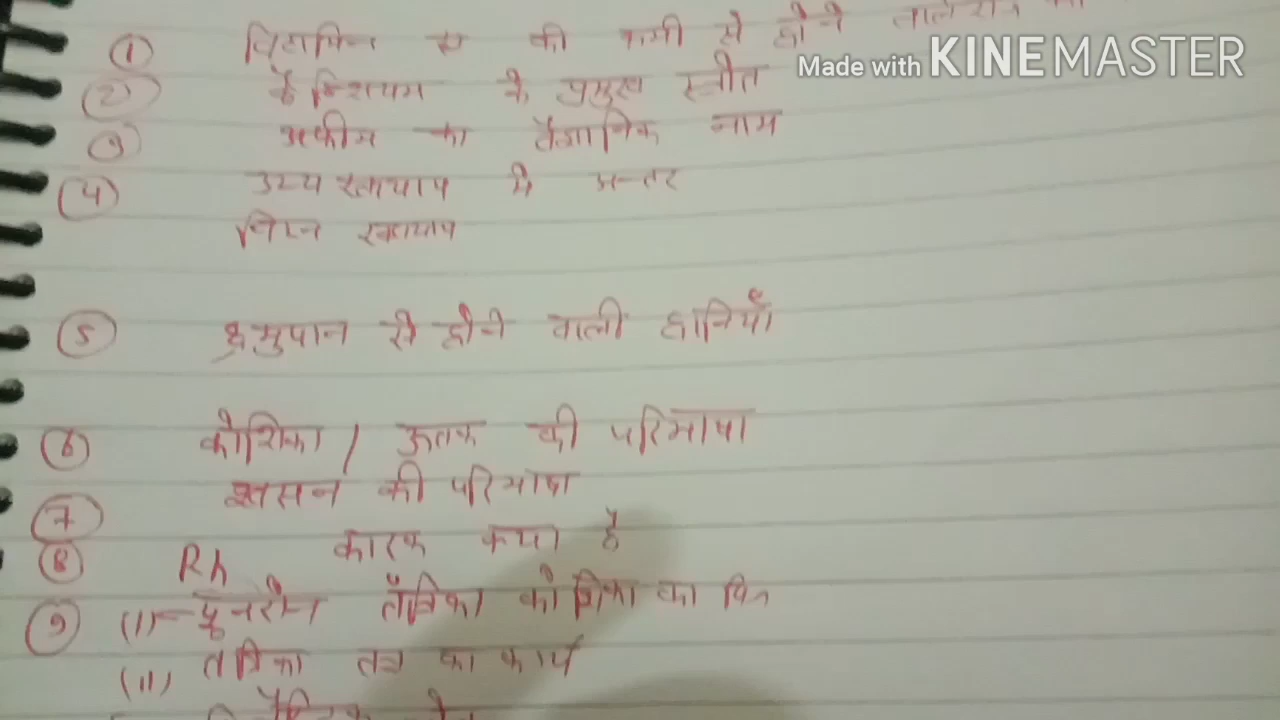 Made with KINEMASTER
① विटामिन ए की कमी से होने वाले रोग
② कैल्शियम के प्रमुख स्त्रोत
③ अफीम का वैज्ञानिक नाम
④ उच्च रक्तचाप मे अन्तर
निम्न रक्तचाप
⑤ ध्रुमुपान से होने वाली हानियाँ
⑥ कोशिका / ऊतक की परिभाषा
⑦ श्वसन की परिभाषा
⑧ Rh कारक क्या है
⑨ (I) न्यूनरोन तंत्रिका कोशिका का चित्र
(II) तंत्रिका तंत्र का कार्य